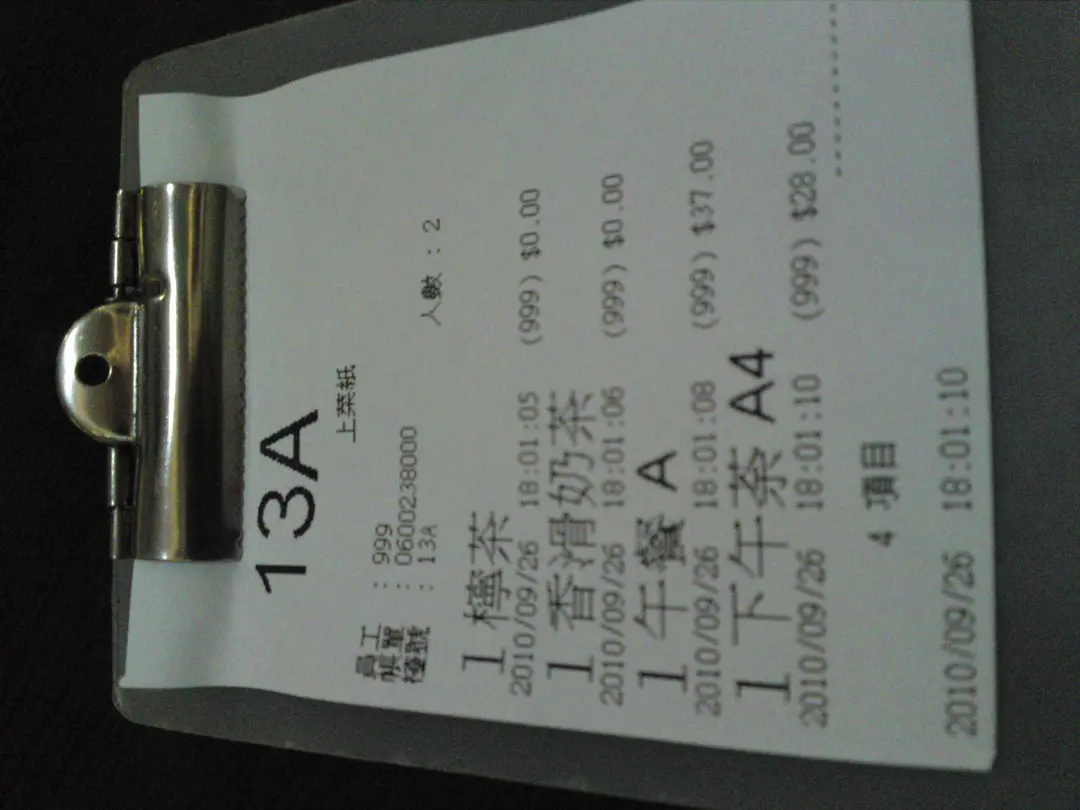 13A
上菜紙
員工 : 999
帳單 : 0600238000
檯號 : 13A 人數 : 2
1 檸茶
2010/09/26 18:01:05 (999) $0.00
1 香滑奶茶
2010/09/26 18:01:06 (999) $0.00
1 午餐 A
2010/09/26 18:01:08 (999) $37.00
1 下午茶 A4
2010/09/26 18:01:10 (999) $28.00
4 項目
2010/09/26 18:01:10